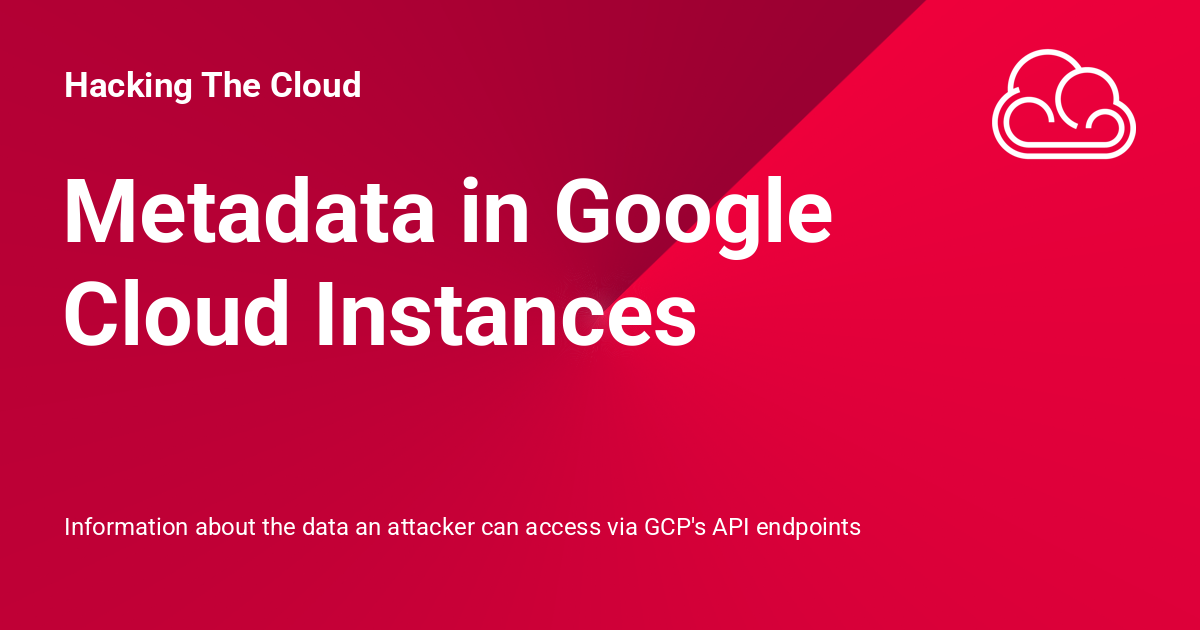 Hacking The Cloud
Metadata in Google
Cloud Instances
Information about the data an attacker can access via GCP's API endpoints